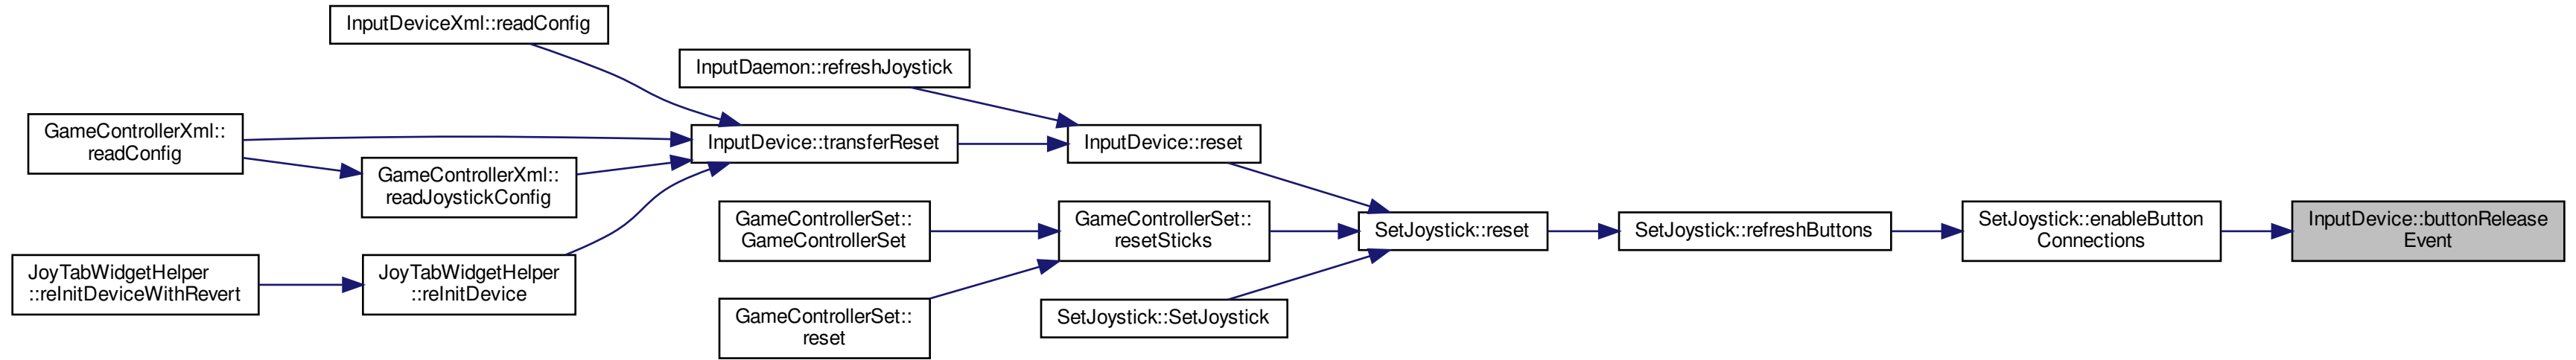 InputDeviceXml::readConfig
InputDaemon::refreshJoystick
GameControllerXml::
readConfig
InputDevice::transferReset
InputDevice::reset
GameControllerXml::
readJoystickConfig
GameControllerSet::
GameControllerSet
GameControllerSet::
resetSticks
SetJoystick::reset
SetJoystick::refreshButtons
SetJoystick::enableButton
Connections
InputDevice::buttonRelease
Event
JoyTabWidgetHelper
::reInitDeviceWithRevert
JoyTabWidgetHelper
::reInitDevice
GameControllerSet::
reset
SetJoystick::SetJoystick